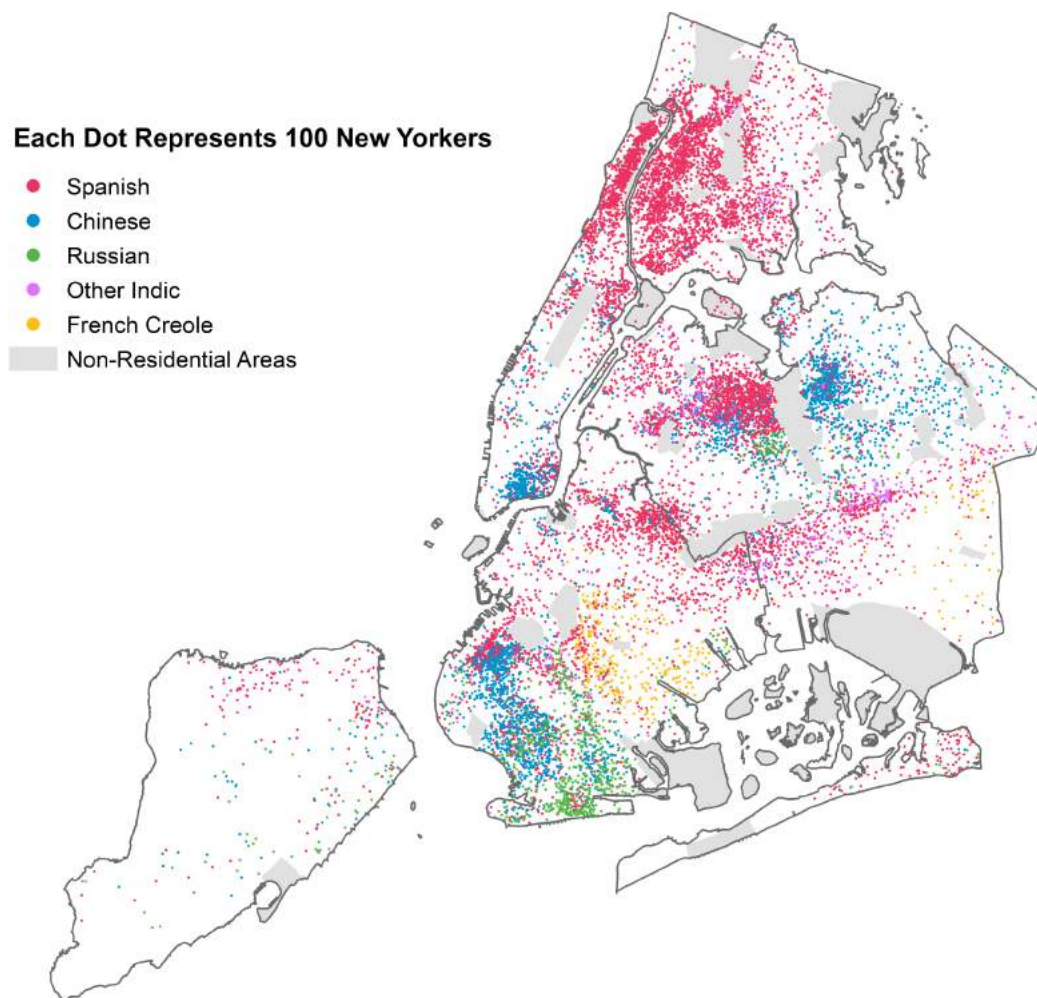 Each Dot Represents 100 New Yorkers
Spanish
Chinese
Russian
Other Indic
French Creole
Non-Residential Areas